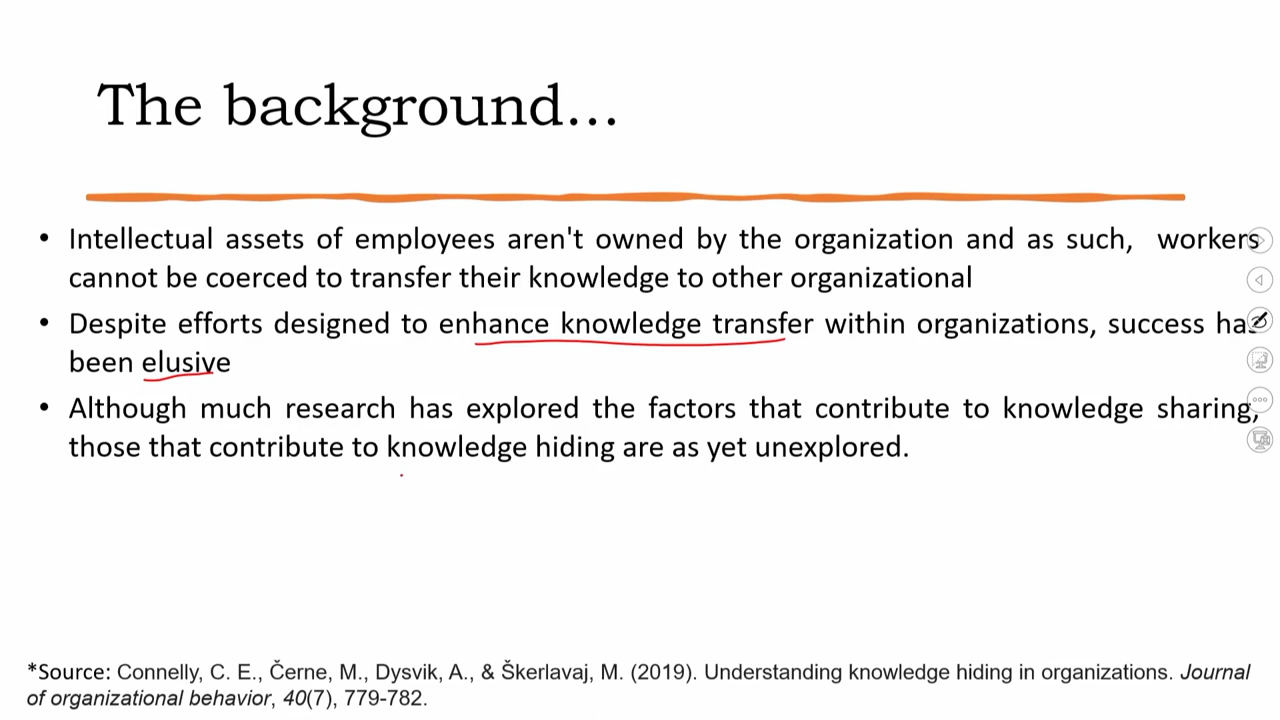 The background…
• Intellectual assets of employees aren't owned by the organization and as such, workers
cannot be coerced to transfer their knowledge to other organizational
• Despite efforts designed to enhance knowledge transfer within organizations, success has
been elusive
• Although much research has explored the factors that contribute to knowledge sharing,
those that contribute to knowledge hiding are as yet unexplored.
*Source: Connelly, C. E., Černe, M., Dysvik, A., & Škerlavaj, M. (2019). Understanding knowledge hiding in organizations. Journal
of organizational behavior, 40(7), 779-782.